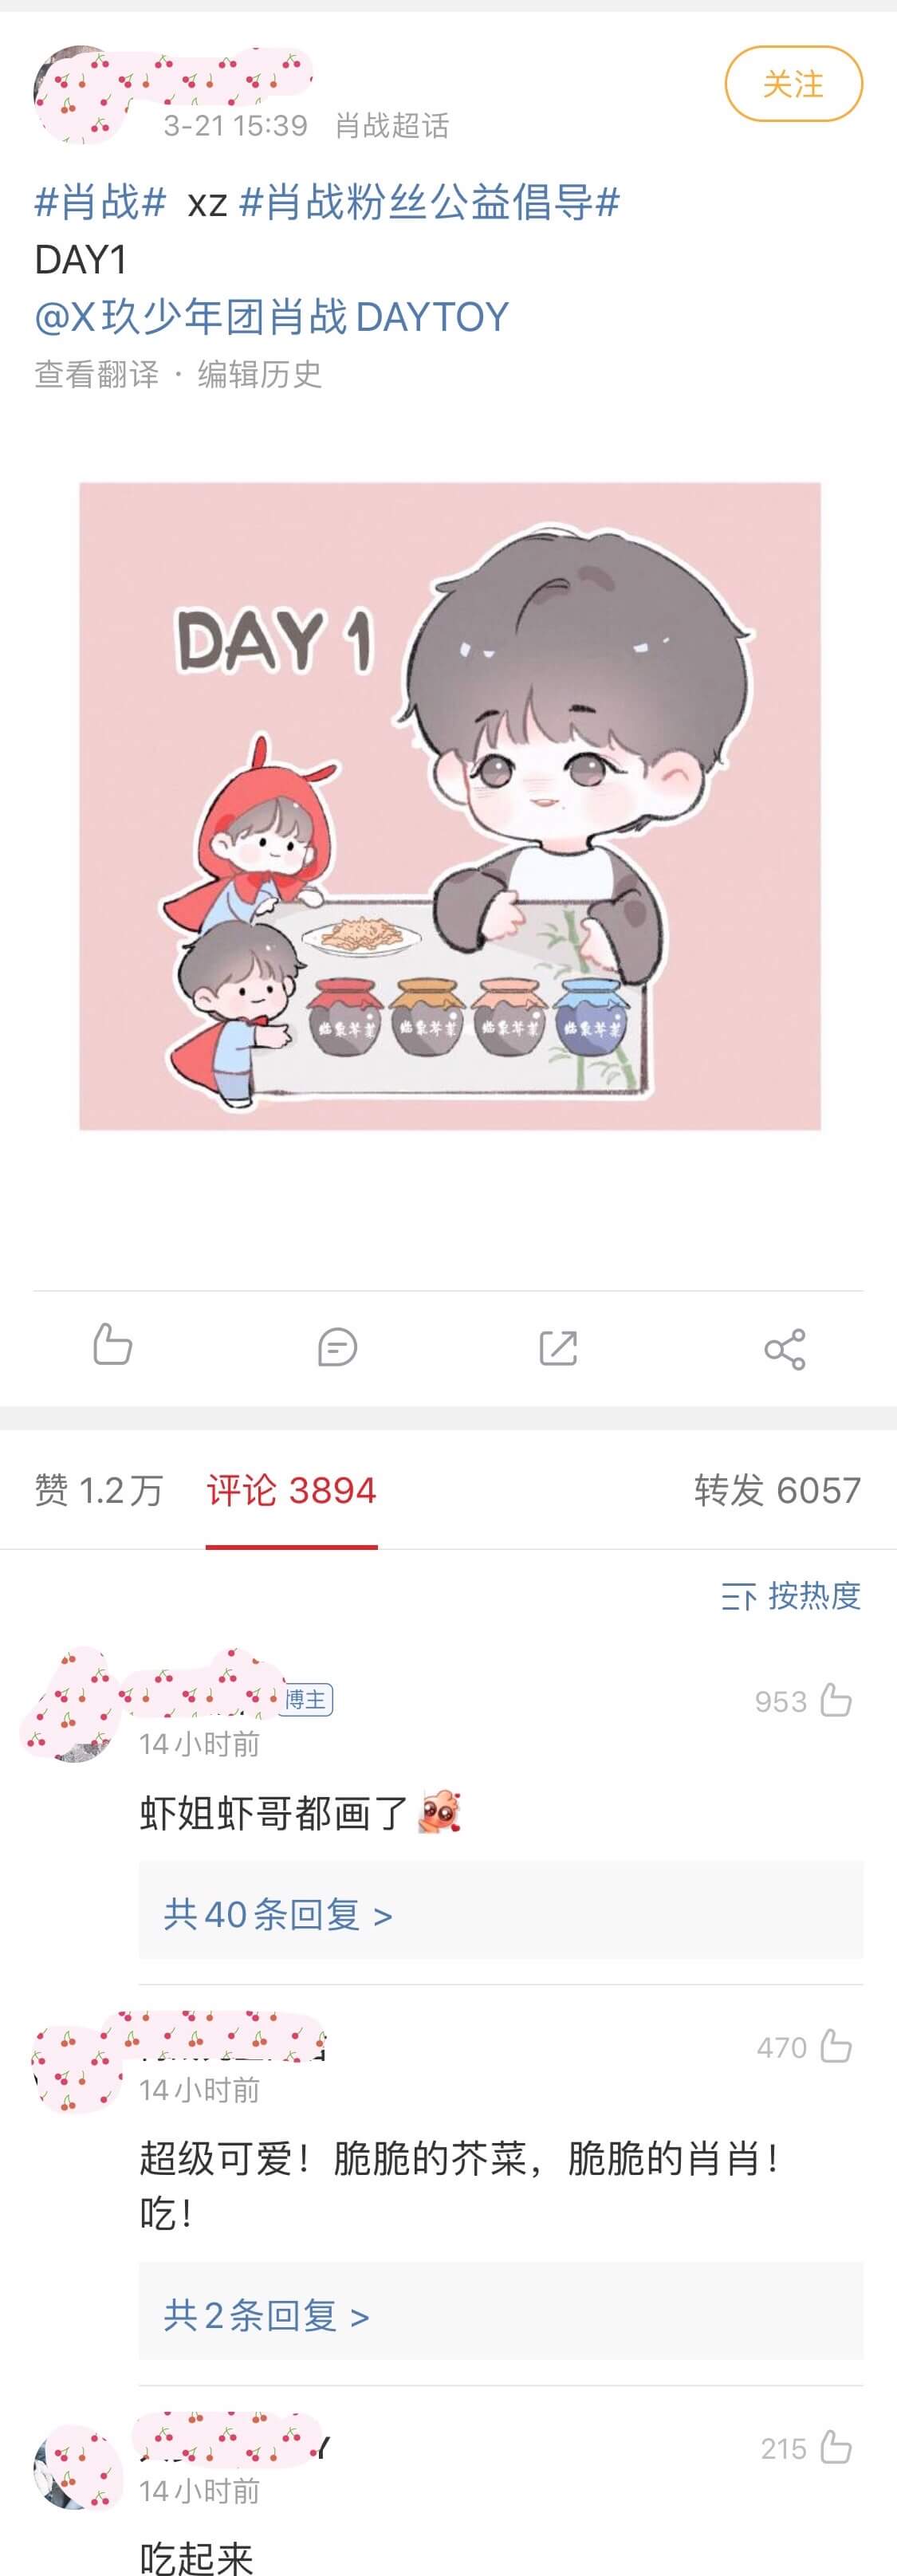 3-21 15:39 肖战超话
关注
#肖战# xz #肖战粉丝公益倡导#
DAY1
@X玖少年团肖战DAYTOY
查看翻译 · 编辑历史
DAY 1
临泉芥菜 临泉芥菜 临泉芥菜 临泉芥菜
赞 1.2万 评论 3894 转发 6057
按热度
博主
953
14小时前
虾姐虾哥都画了
共40条回复 >
470
14小时前
超级可爱！脆脆的芥菜，脆脆的肖肖！
吃！
共2条回复 >
Y
215
14小时前
吃起来